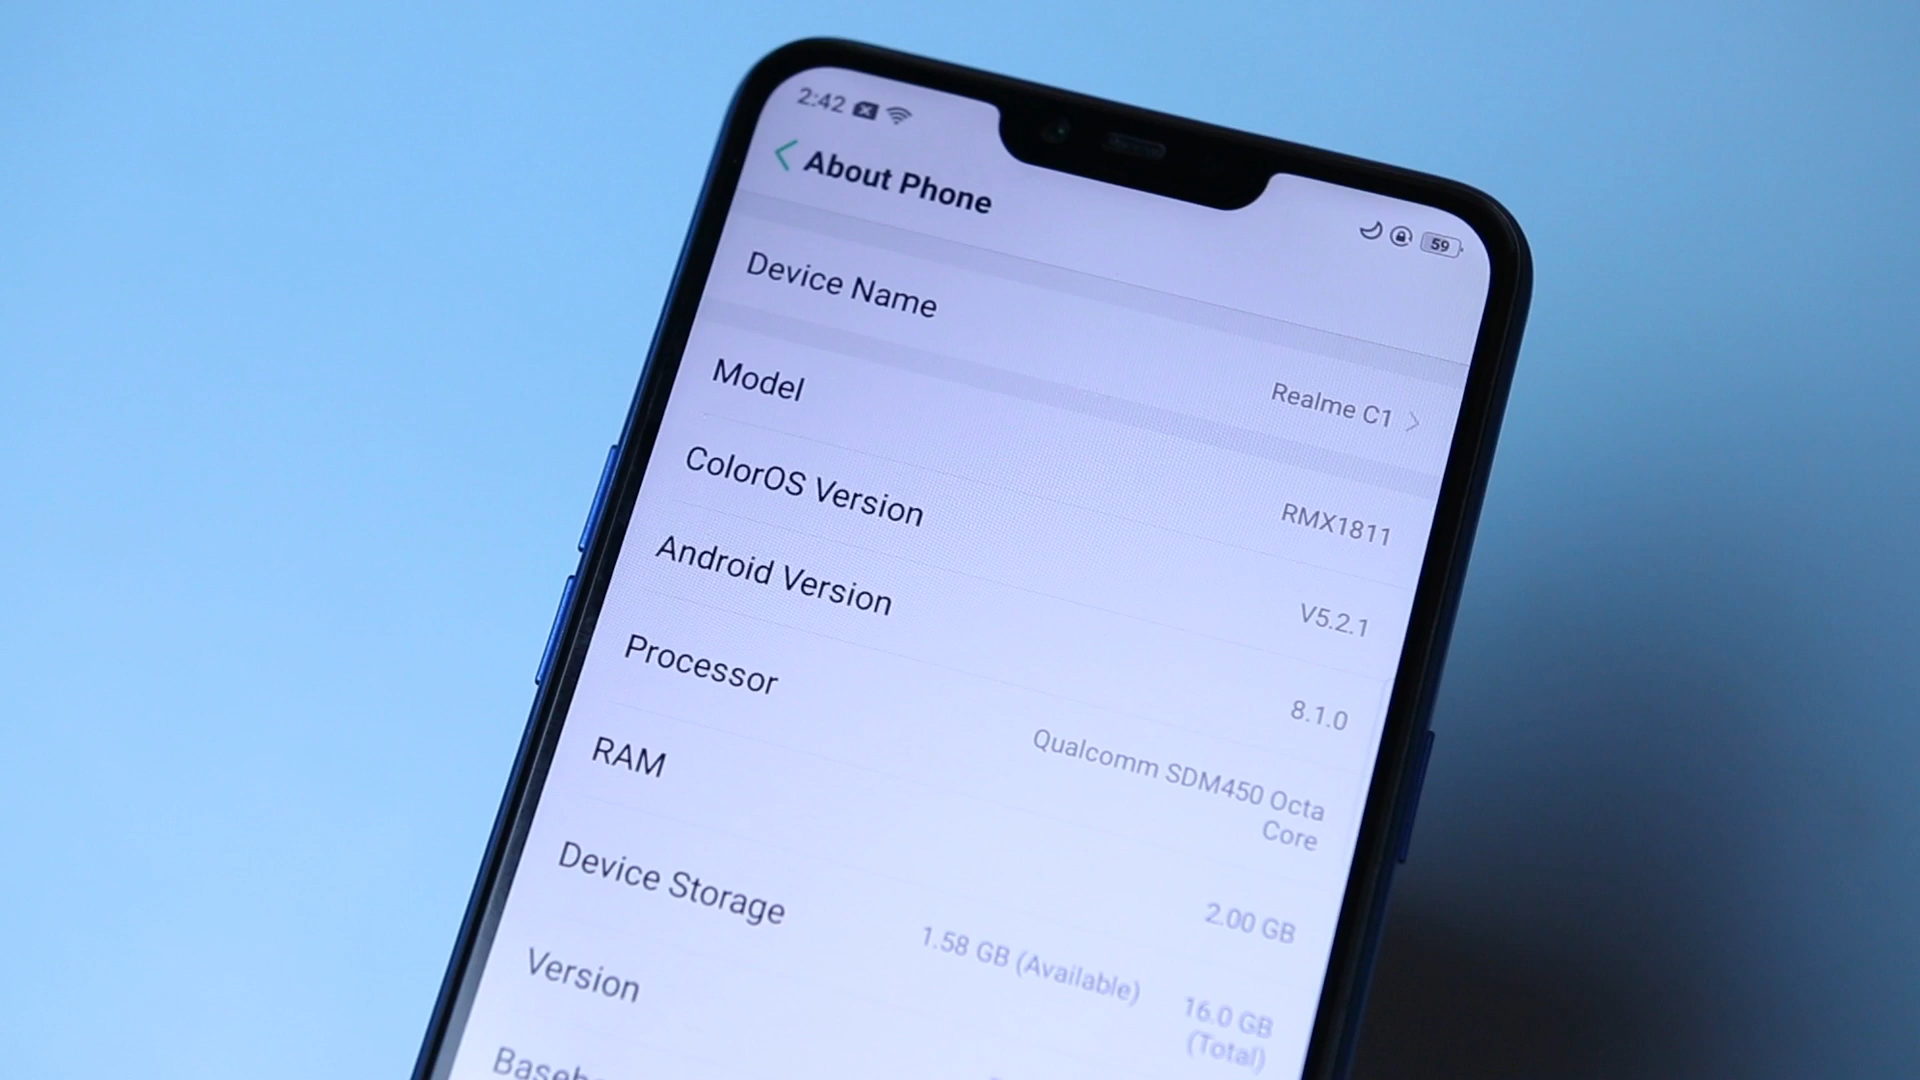 2:42
59
About Phone
Device Name
Realme C1
Model
RMX1811
ColorOS Version
V5.2.1
Android Version
8.1.0
Processor
Qualcomm SDM450 Octa
Core
RAM
2.00 GB
Device Storage
1.58 GB (Available)
16.0 GB
(Total)
Version